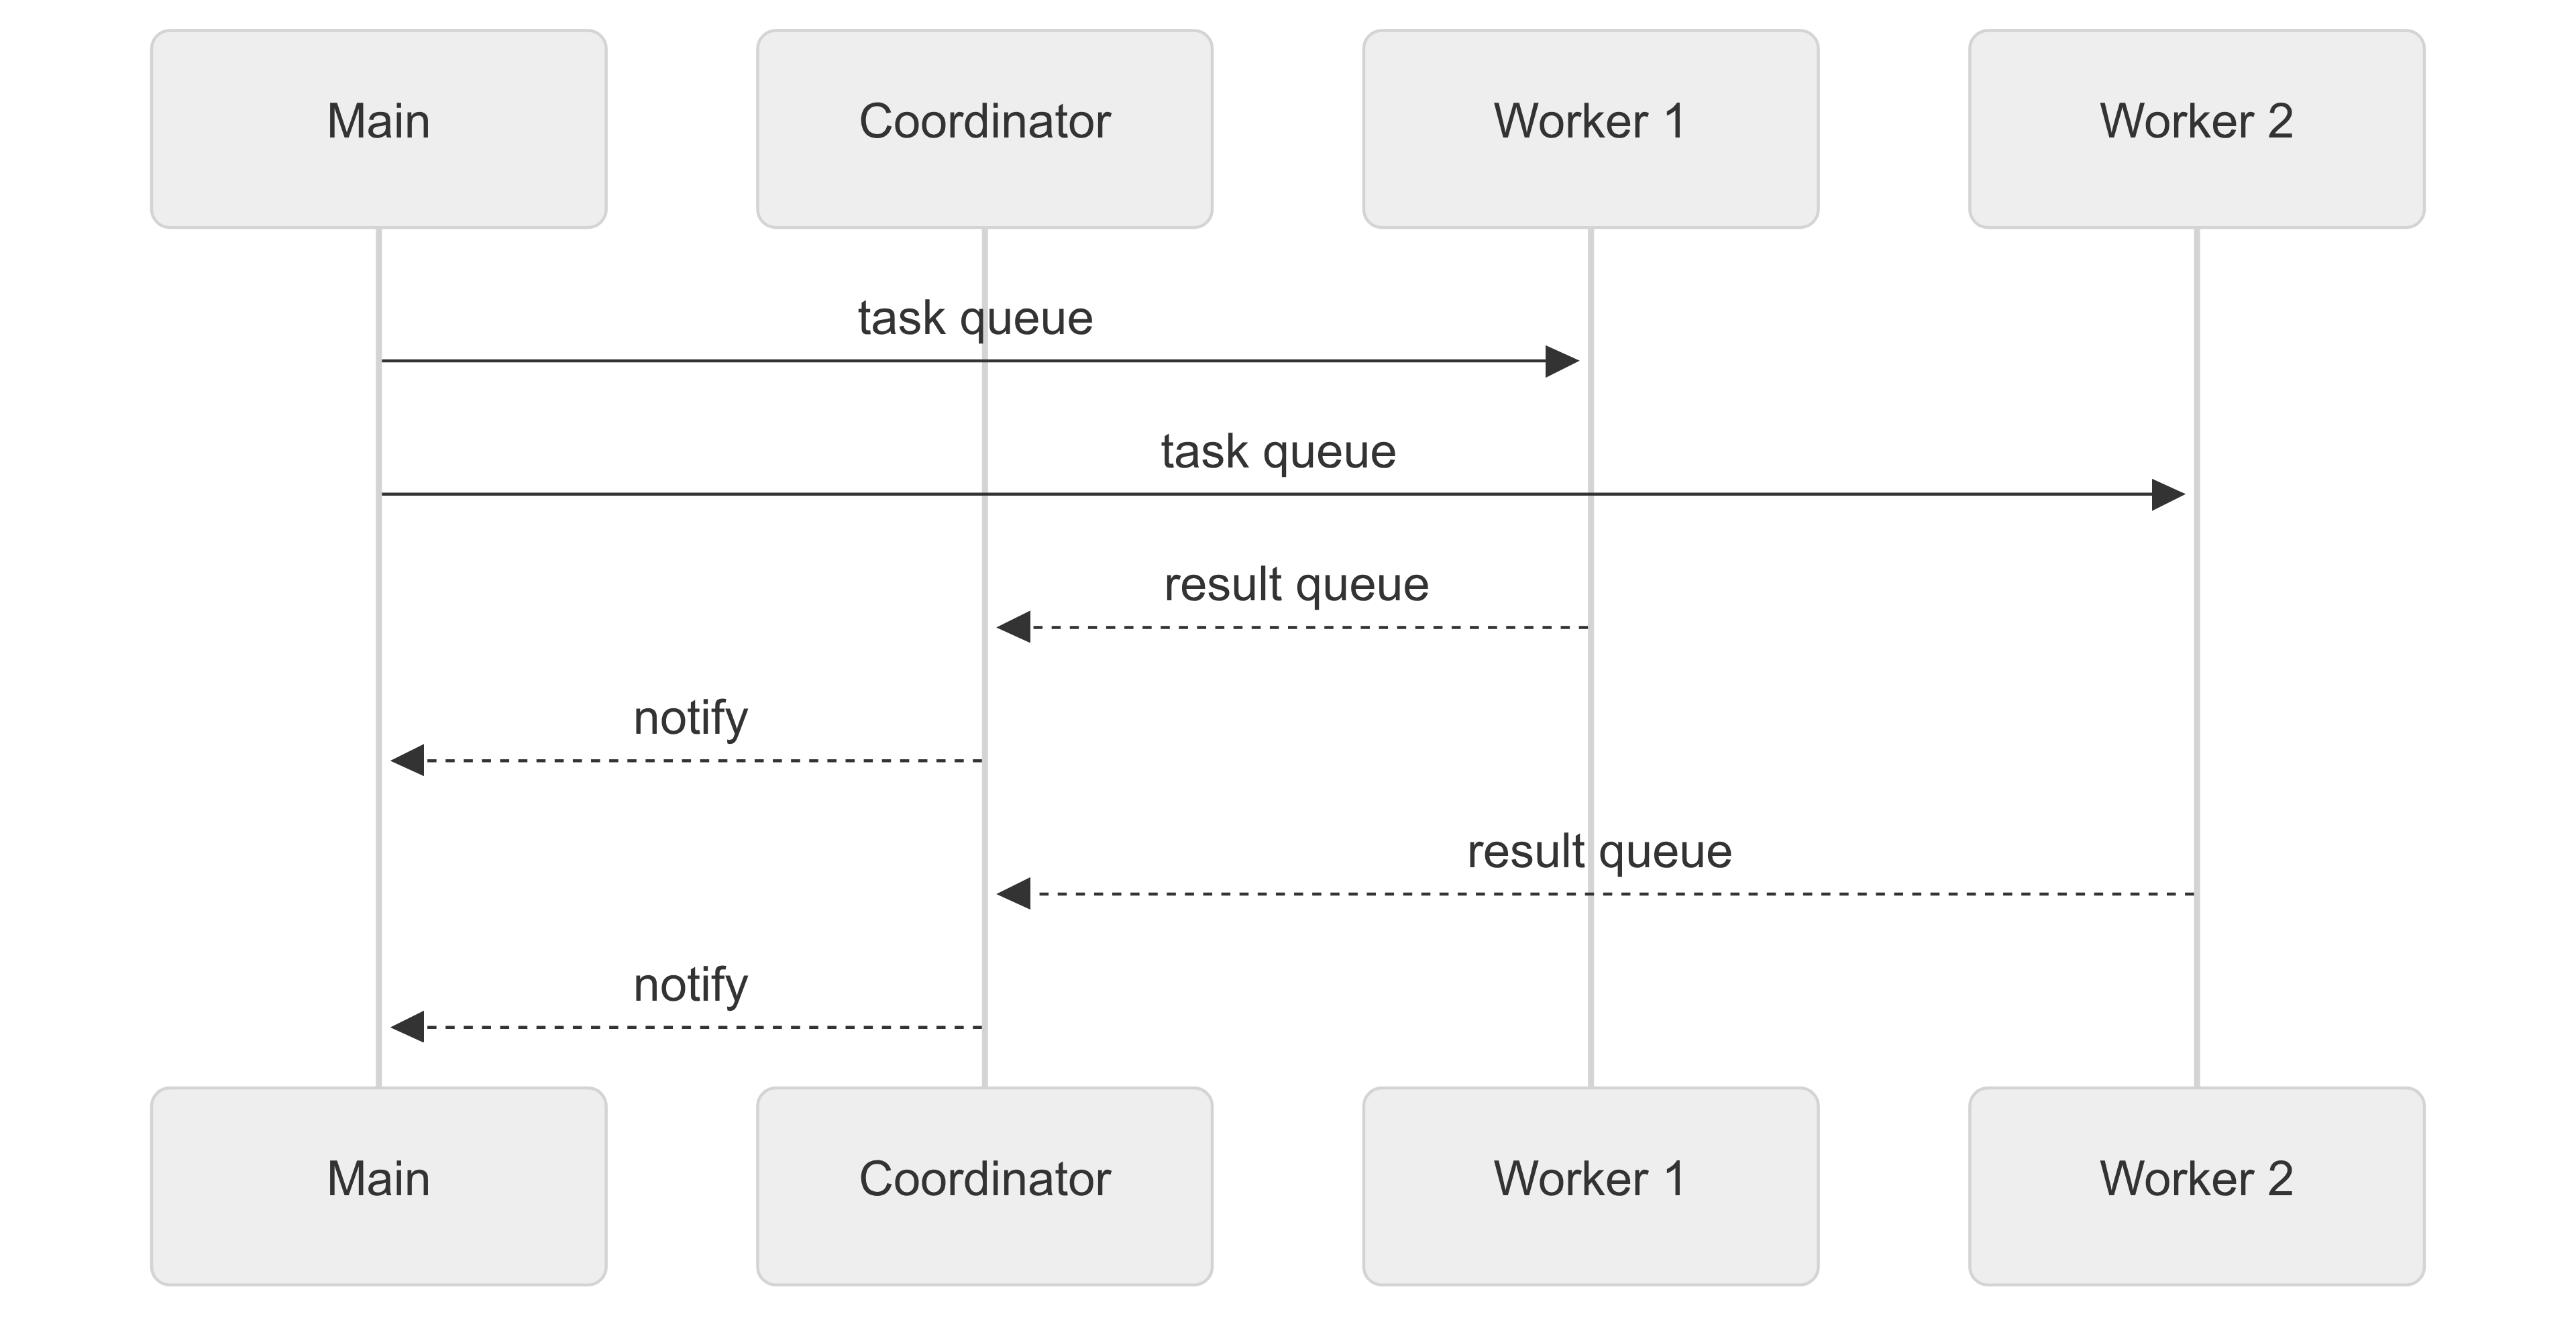 Main
Coordinator
Worker 1
Worker 2
task queue
task queue
result queue
notify
result queue
notify
Main
Coordinator
Worker 1
Worker 2